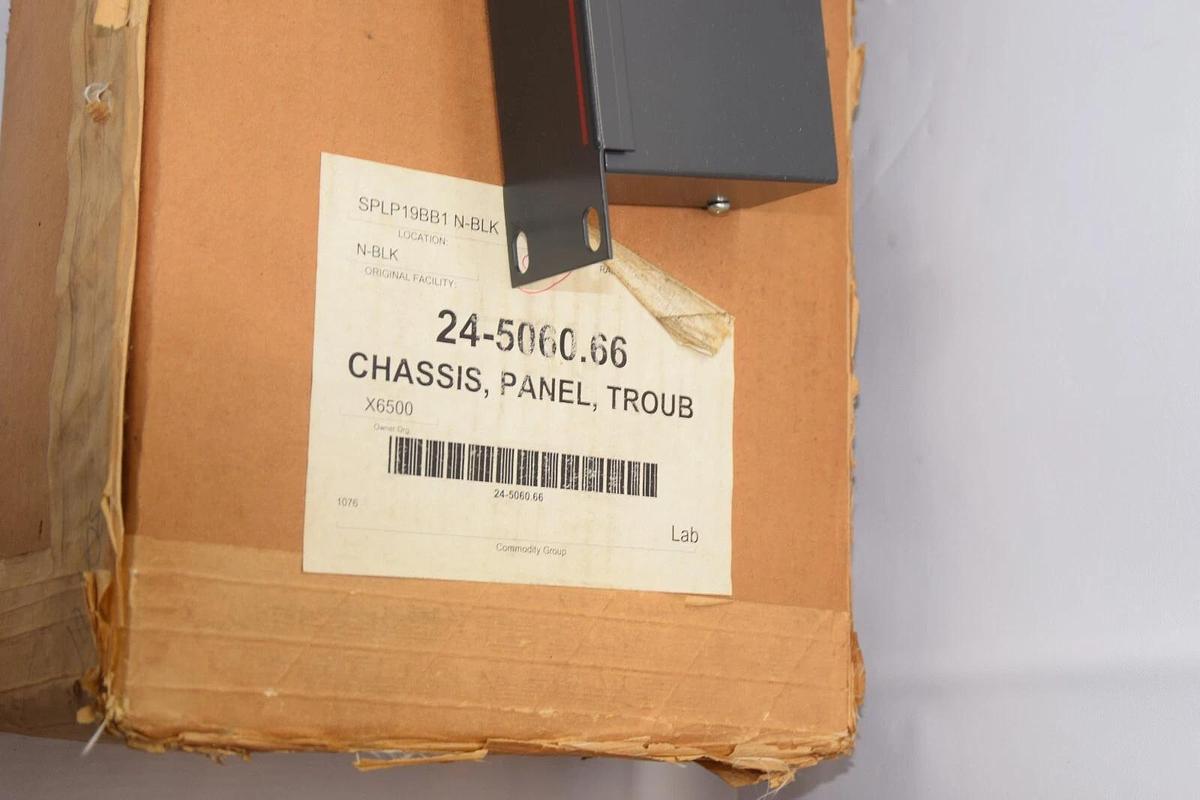 SPLP19BB1 N-BLK
LOCATION:
N-BLK
ORIGINAL FACILITY:
RA
24-5060.66
CHASSIS, PANEL, TROUB
X6500
Owner Org.
24-5060.66
1076
Lab
Commodity Group